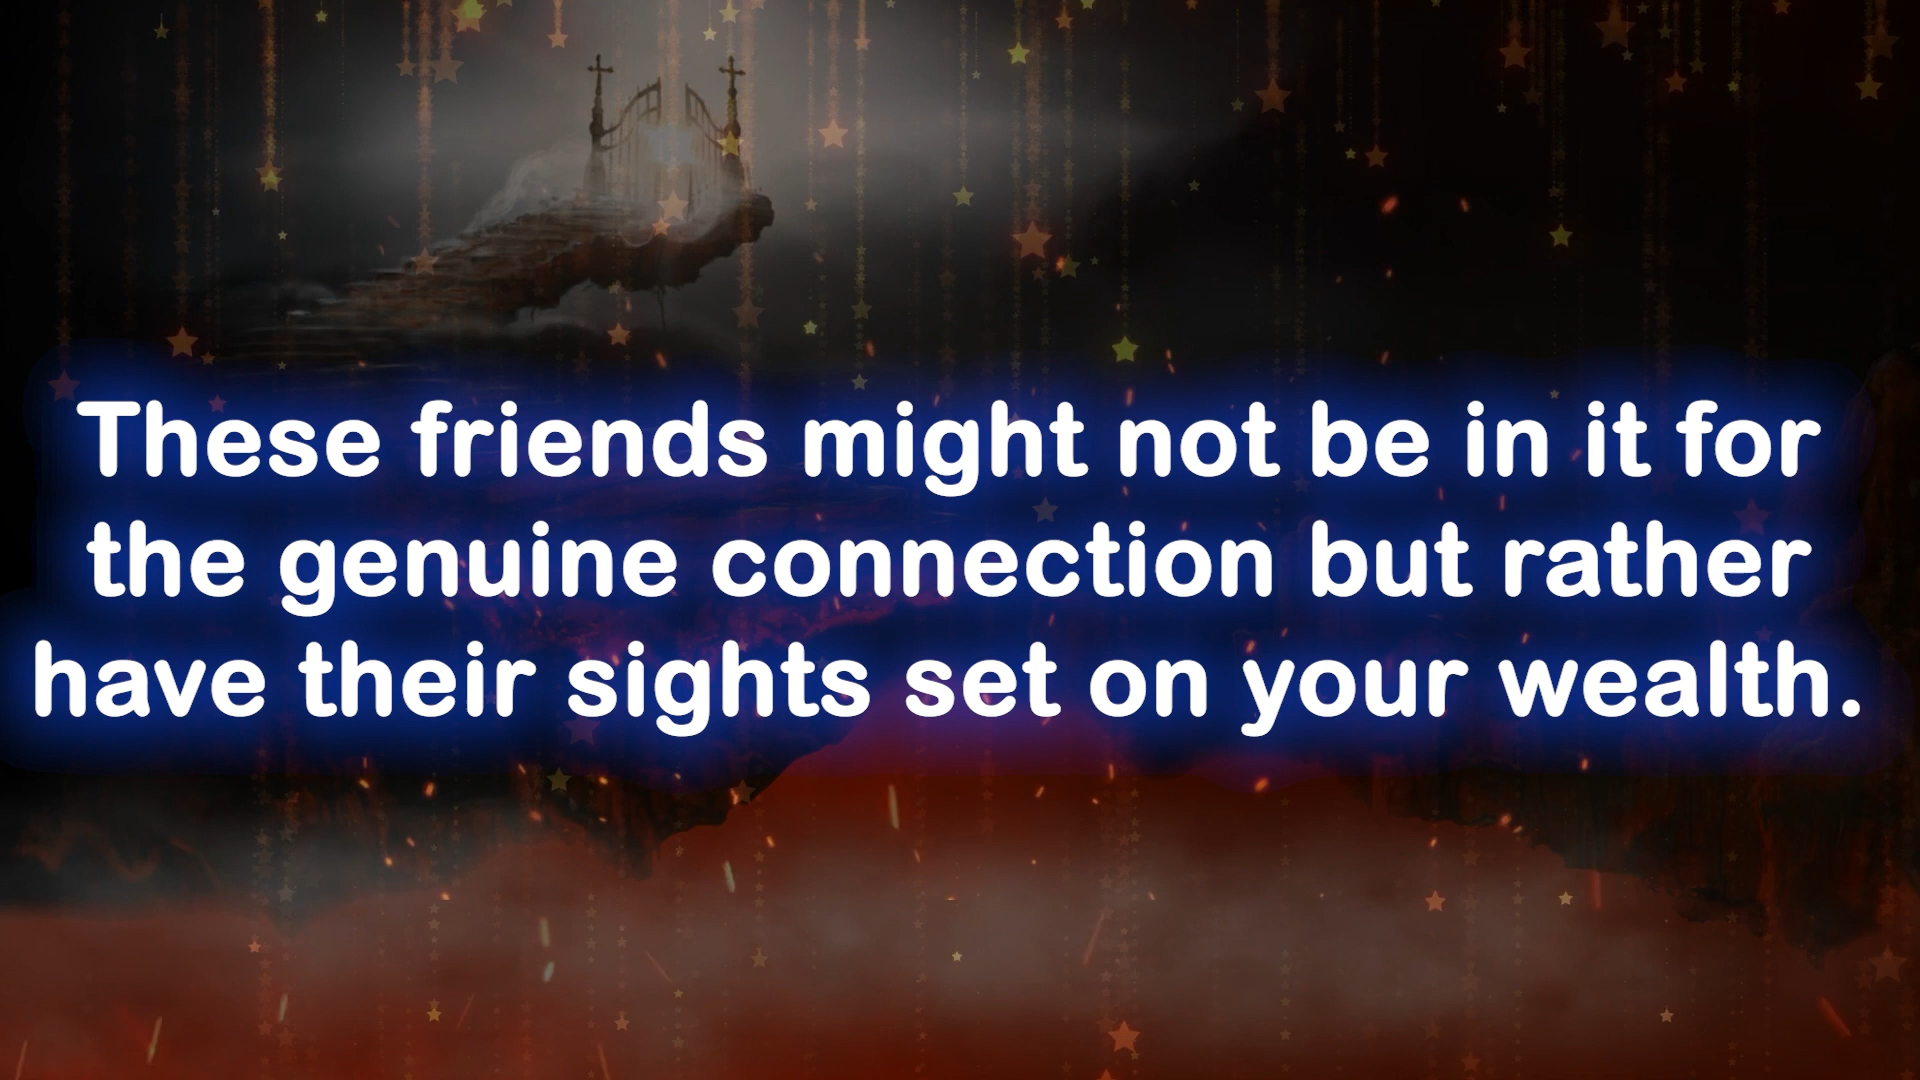 These friends might not be in it for
the genuine connection but rather
have their sights set on your wealth.